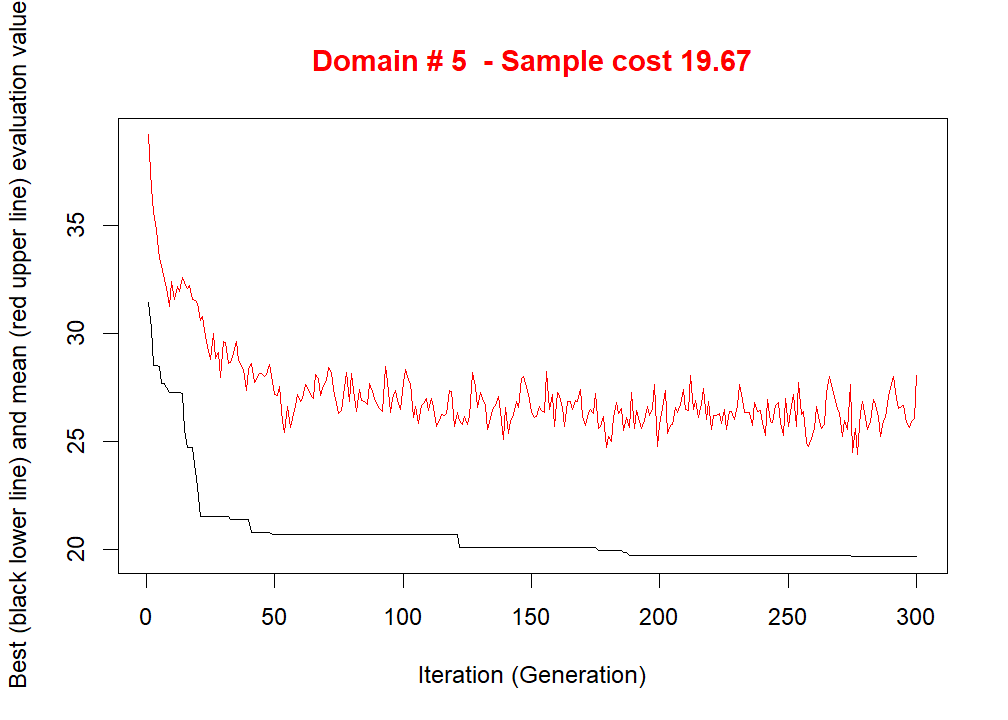 Domain # 5  - Sample cost 19.67
Best (black lower line) and mean (red upper line) evaluation value
35
30
25
20
0 50 100 150 200 250 300
Iteration (Generation)